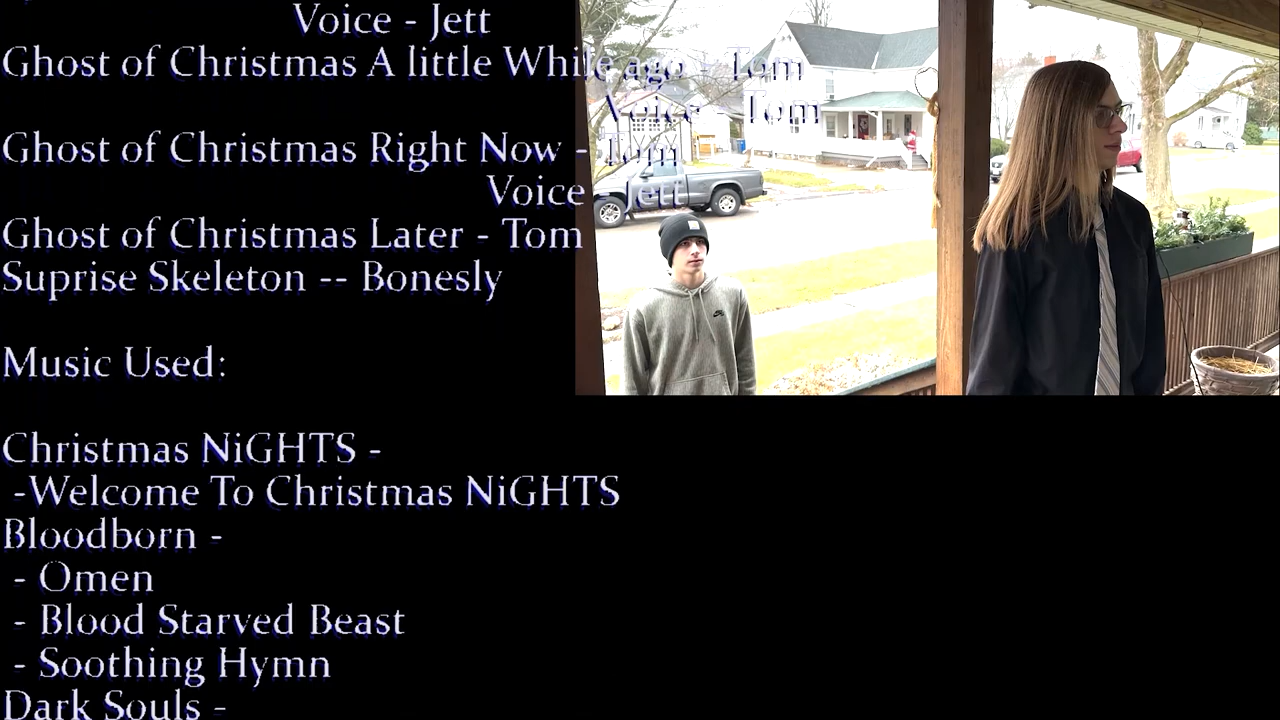 Voice - Jett
Ghost of Christmas A little While ago - Tom
Voice - Tom
Ghost of Christmas Right Now - Tom
Voice - Jett
Ghost of Christmas Later - Tom
Suprise Skeleton -- Bonesly
Music Used:
Christmas NiGHTS -
-Welcome To Christmas NiGHTS
Bloodborn -
- Omen
- Blood Starved Beast
- Soothing Hymn
Dark Souls -